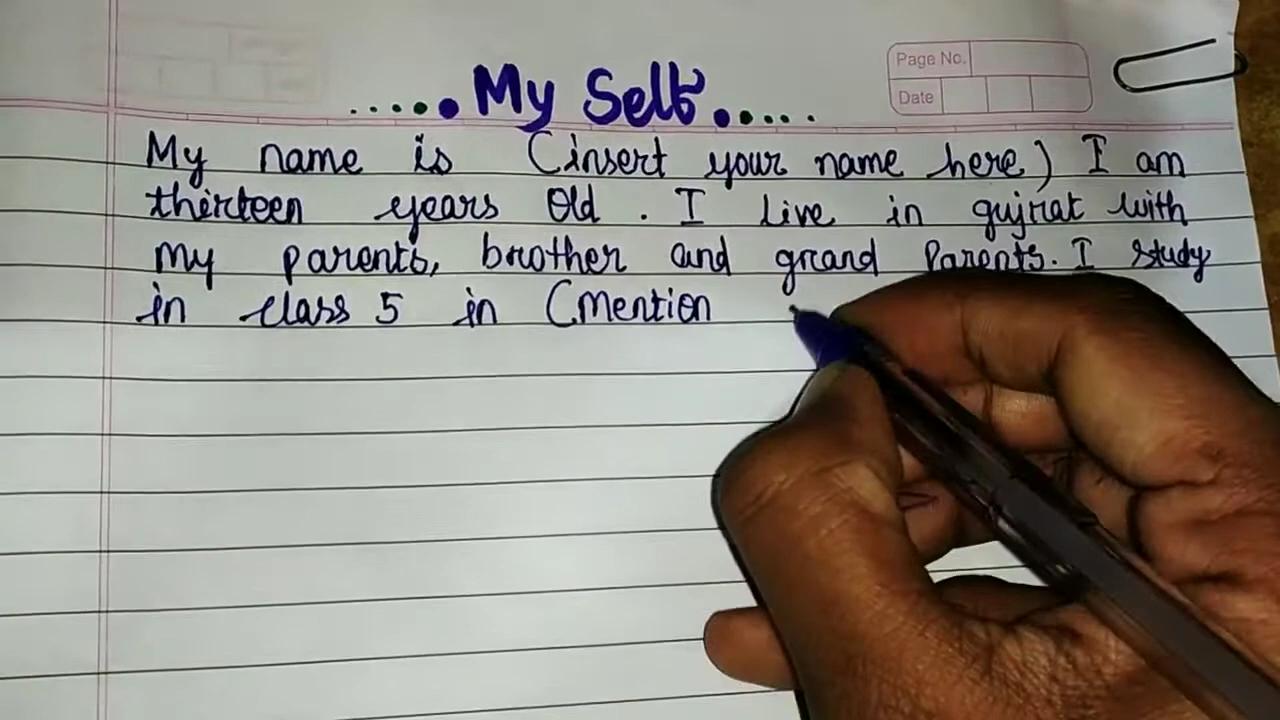 Page No.
Date
.....•My Self.•....
My name is (insert your name here) I am
thirteen years old. I live in gujrat with
My parents, brother and grand Parents. I study
in class 5 in (Mention